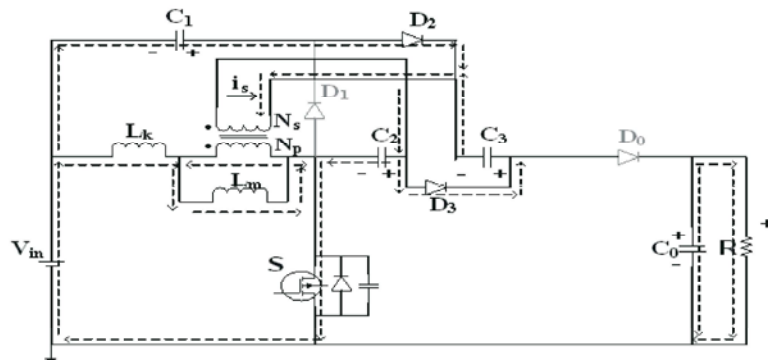 C1
D2
- +
is
D1
Ns
Lk
Np
C2
C3
D0
Lm
- +
- +
D3
Vin
S
C0
+
-
R
+